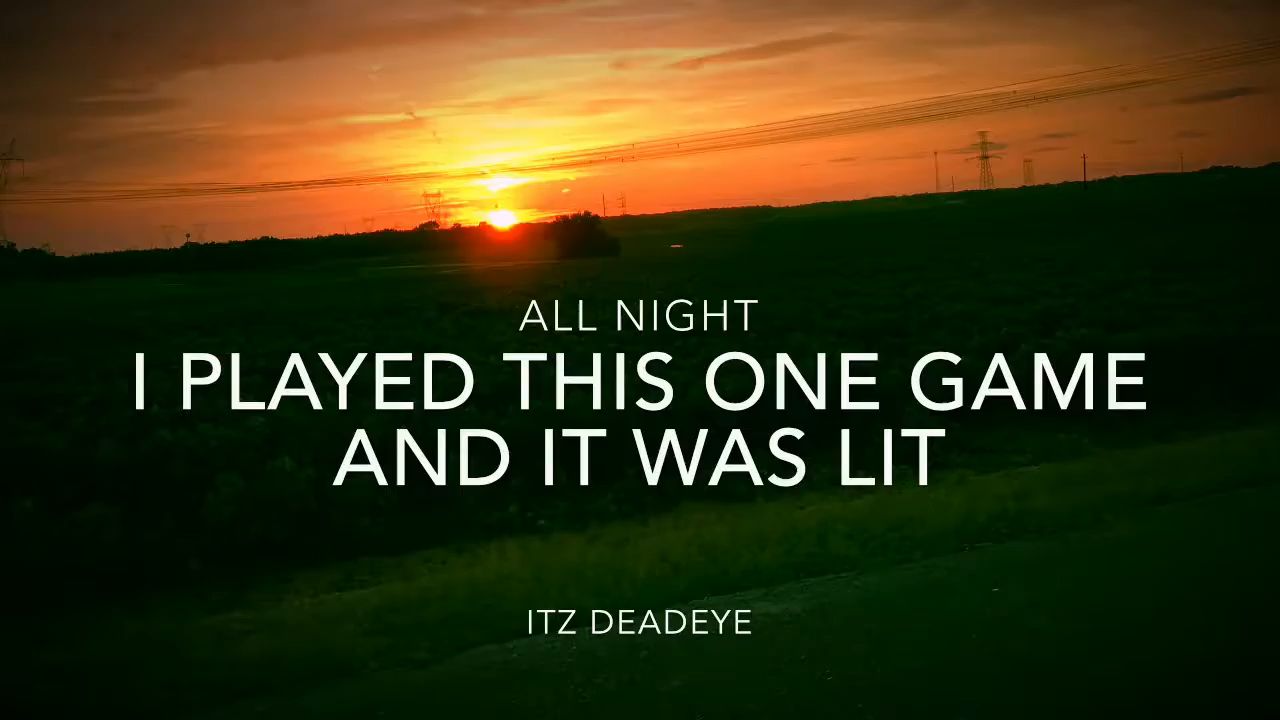 ALL NIGHT
I PLAYED THIS ONE GAME
AND IT WAS LIT
ITZ DEADEYE